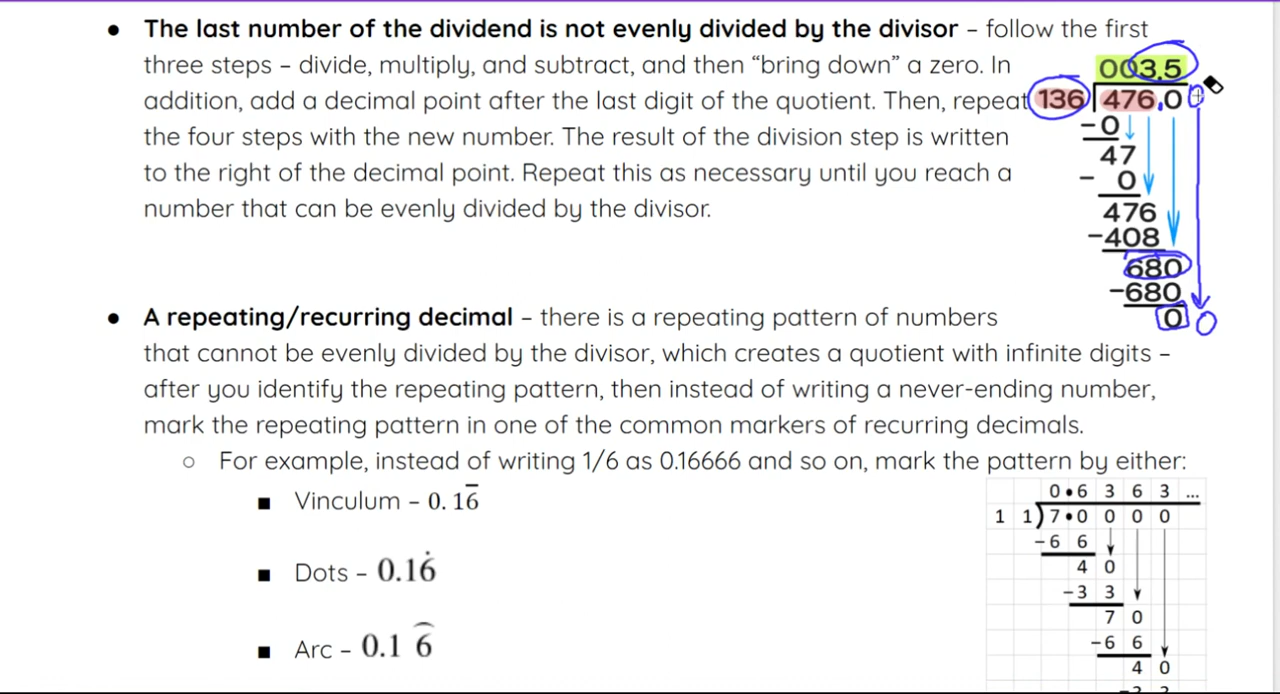 ● The last number of the dividend is not evenly divided by the divisor – follow the first
three steps – divide, multiply, and subtract, and then “bring down” a zero. In
addition, add a decimal point after the last digit of the quotient. Then, repeat
the four steps with the new number. The result of the division step is written
to the right of the decimal point. Repeat this as necessary until you reach a
number that can be evenly divided by the divisor.
003.5
136 476.0 0
-0
47
- 0
476
-408
680
-680
0 0
● A repeating/recurring decimal – there is a repeating pattern of numbers
that cannot be evenly divided by the divisor, which creates a quotient with infinite digits –
after you identify the repeating pattern, then instead of writing a never-ending number,
mark the repeating pattern in one of the common markers of recurring decimals.
○ For example, instead of writing 1/6 as 0.16666 and so on, mark the pattern by either:
■ Vinculum – 0.16̅
■ Dots – 0.16̇
■ Arc – 0.1 6̑
0•6 3 6 3 ...
1 1)7•0 0 0 0
-6 6
4 0
-3 3
7 0
-6 6
4 0